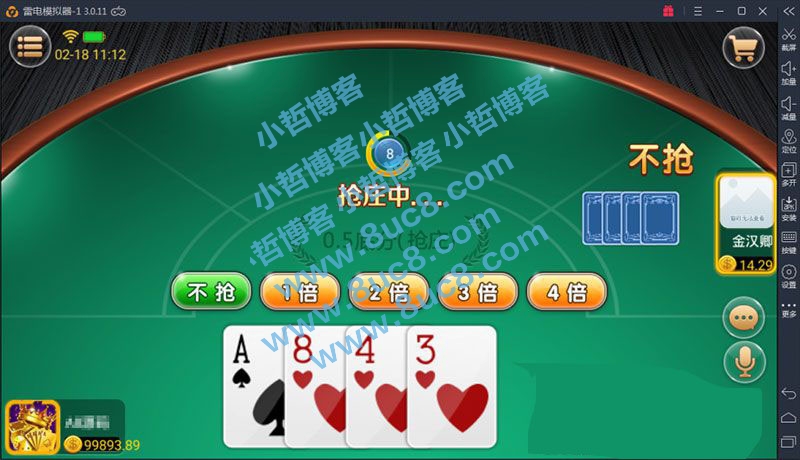 雷电模拟器-1 3.0.11
02-18 11:12
小哲博客
小哲博客 小哲博客
小哲博客 小哲博客
哲博客
8
不抢
抢庄中...
0.5底分(抢庄)
www.8uc8.com
www.8uc8.com
www.8uc8.com
金汉卿
14.29
不抢
1倍
2倍
3倍
4倍
A
8
4
3
99893.89
截屏
加量
减量
定位
多开
安装
按键
设置
更多